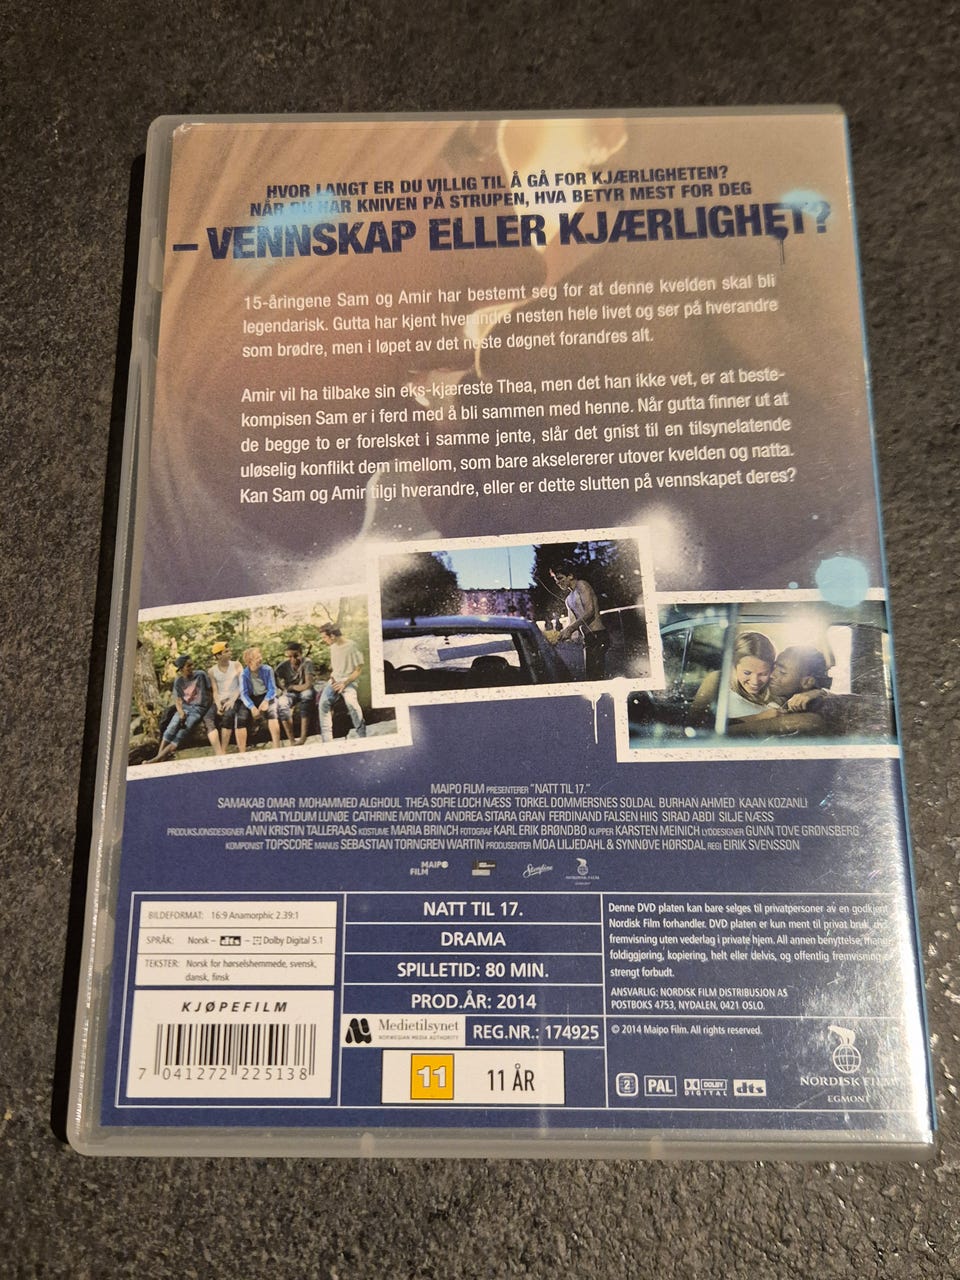 HVOR LANGT ER DU VILLIG TIL Å GÅ FOR KJÆRLIGHETEN?
NÅR DU HAR KNIVEN PÅ STRUPEN, HVA BETYR MEST FOR DEG
– VENNSKAP ELLER KJÆRLIGHET?
15-åringene Sam og Amir har bestemt seg for at denne kvelden skal bli
legendarisk. Gutta har kjent hverandre nesten hele livet og ser på hverandre
som brødre, men i løpet av det neste døgnet forandres alt.
Amir vil ha tilbake sin eks-kjæreste Thea, men det han ikke vet, er at beste-
kompisen Sam er i ferd med å bli sammen med henne. Når gutta finner ut at
de begge to er forelsket i samme jente, slår det gnist til en tilsynelatende
uløselig konflikt dem imellom, som bare akselererer utover kvelden og natta.
Kan Sam og Amir tilgi hverandre, eller er dette slutten på vennskapet deres?
MAIPO FILM PRESENTERER "NATT TIL 17."
SAMAKAB OMAR MOHAMMED ALGHOUL THEA SOFIE LOCH NÆSS TORKEL DOMMERSNES SOLDAL BURHAN AHMED KAAN KOZANLI
NORA TYLDUM LUNØE CATHRINE MONTON ANDREA SITARA GRAN FERDINAND FALSEN HIIS SIRAD ABDI SILJE NÆSS
PRODUKSJONSDESIGNER ANN KRISTIN TALLERAAS KOSTUME MARIA BRINCH FOTOGRAF KARL ERIK BRØNDBO KLIPPER KARSTEN MEINICH LYDDESIGNER GUNN TOVE GRØNSBERG
KOMPONIST TOPSCORE MANUS SEBASTIAN TORNGREN WARTIN PRODUSENTER MOA LILJEDAHL & SYNNØVE HØRSDAL REGI EIRIK SVENSSON
MAIPO FILM Storyline NORDISK FILM
BILDEFORMAT: 16:9 Anamorphic 2.39:1
SPRÅK: Norsk – dts – Dolby Digital 5.1
TEKSTER: Norsk for hørselshemmede, svensk,
dansk, finsk
KJØPEFILM
7 041272 225138
NATT TIL 17.
DRAMA
SPILLETID: 80 MIN.
PROD.ÅR: 2014
Medietilsynet
NORWEGIAN MEDIA AUTHORITY
REG.NR.: 174925
11 11 ÅR
Denne DVD platen kan bare selges til privatpersoner av en godkjent
Nordisk Film forhandler. DVD platen er kun ment til privat bruk, dvs
fremvisning uten vederlag i private hjem. All annen benyttelse,
foldiggjøring, kopiering, helt eller delvis, og offentlig fremvisning
strengt forbudt.
ANSVARLIG: NORDISK FILM DISTRIBUSJON AS
POSTBOKS 4753, NYDALEN, 0421 OSLO.
© 2014 Maipo Film. All rights reserved.
2 PAL DOLBY DIGITAL dts
NORDISK FILM
EGMONT